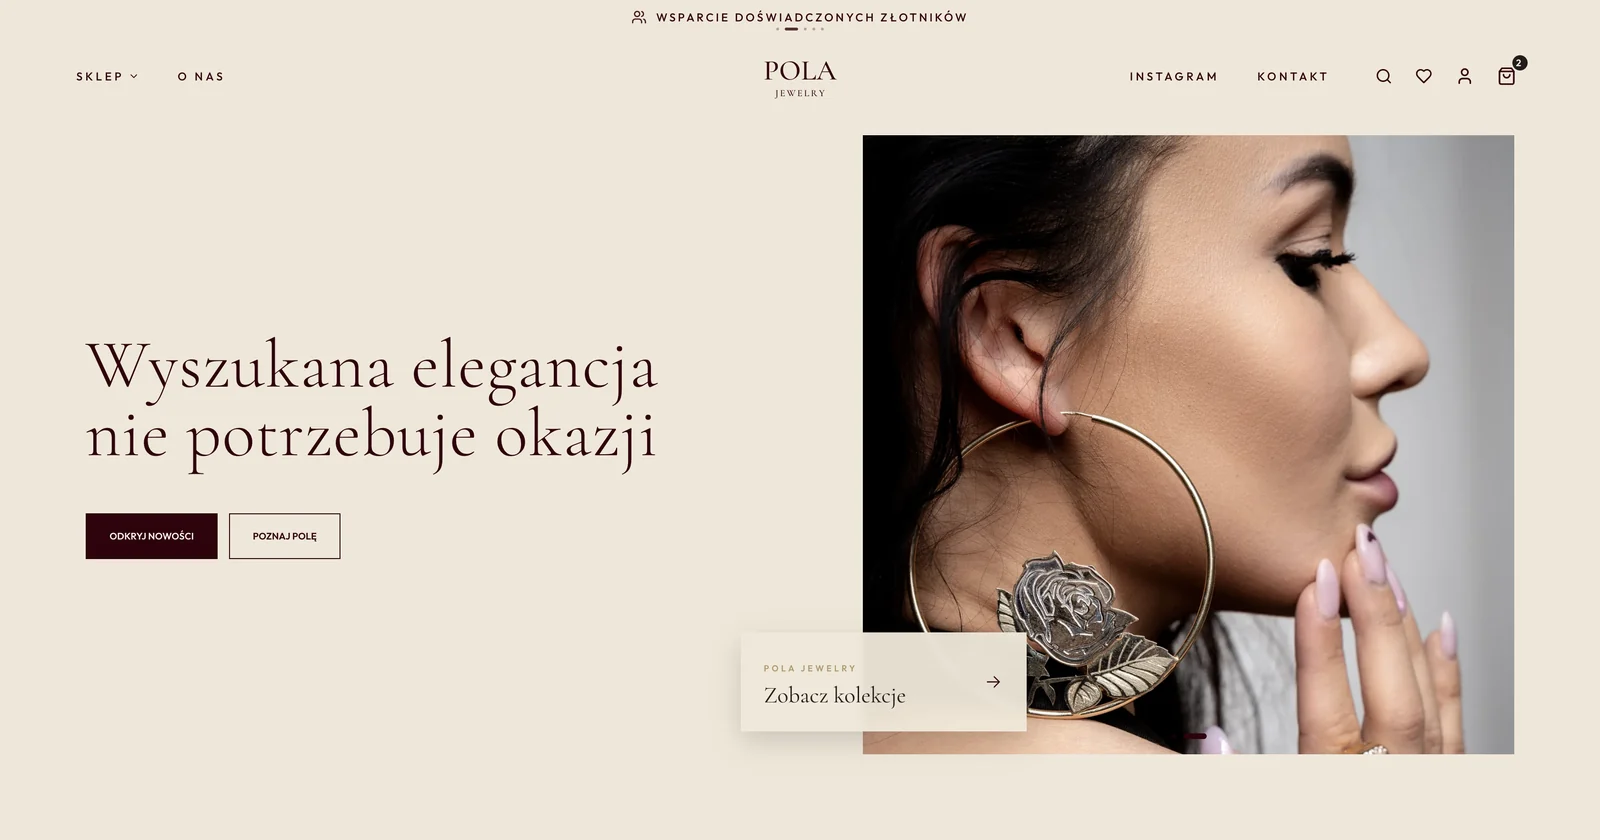 WSPARCIE DOŚWIADCZONYCH ZŁOTNIKÓW
SKLEP
O NAS
POLA
JEWELRY
INSTAGRAM
KONTAKT
2
Wyszukana elegancja
nie potrzebuje okazji
ODKRYJ NOWOŚCI
POZNAJ POLĘ
POLA JEWELRY
Zobacz kolekcje